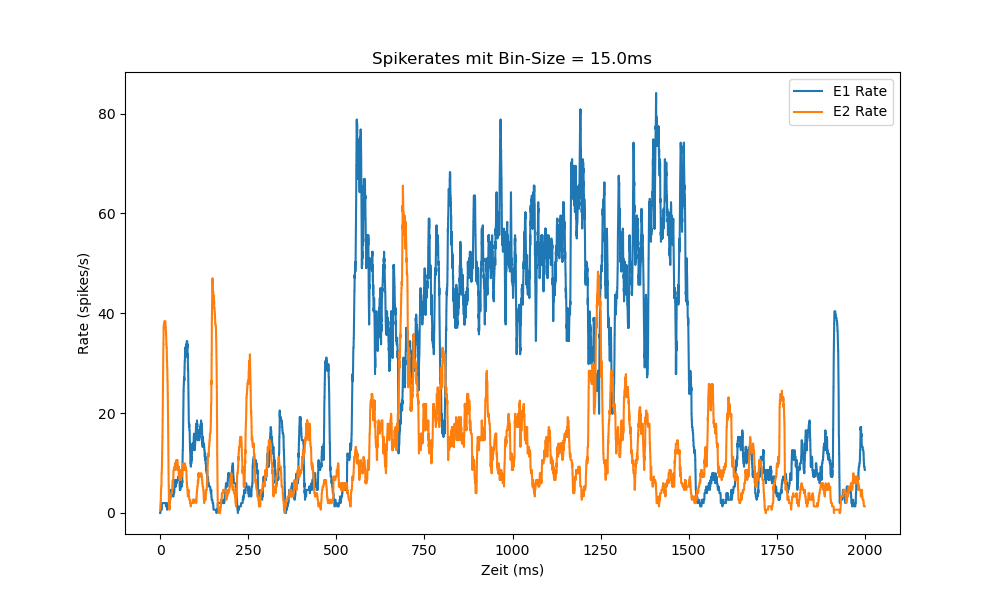 Spikerates mit Bin-Size = 15.0ms
E1 Rate
E2 Rate
Rate (spikes/s)
80
60
40
20
0
0 250 500 750 1000 1250 1500 1750 2000
Zeit (ms)